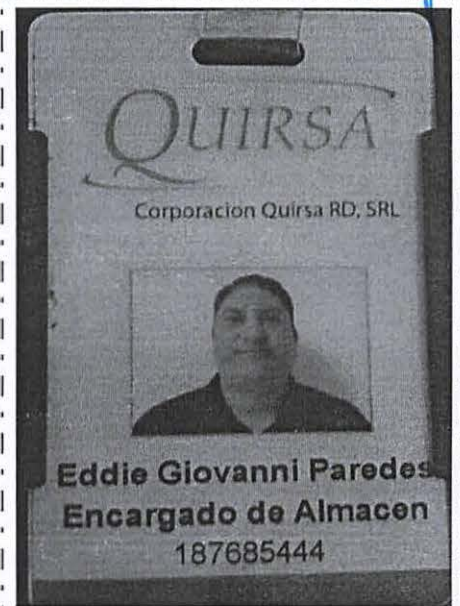 QUIRSA
Corporacion Quirsa RD, SRL
Eddie Giovanni Paredes
Encargado de Almacen
187685444